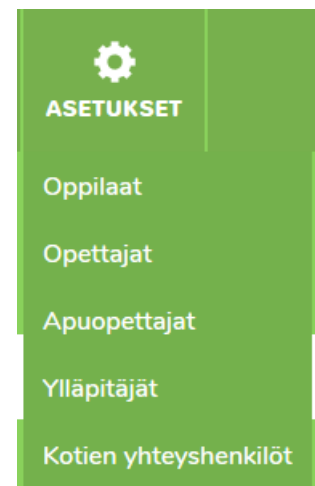 ASETUKSET
Oppilaat
Opettajat
Apuopettajat
Ylläpitäjät
Kotien yhteyshenkilöt